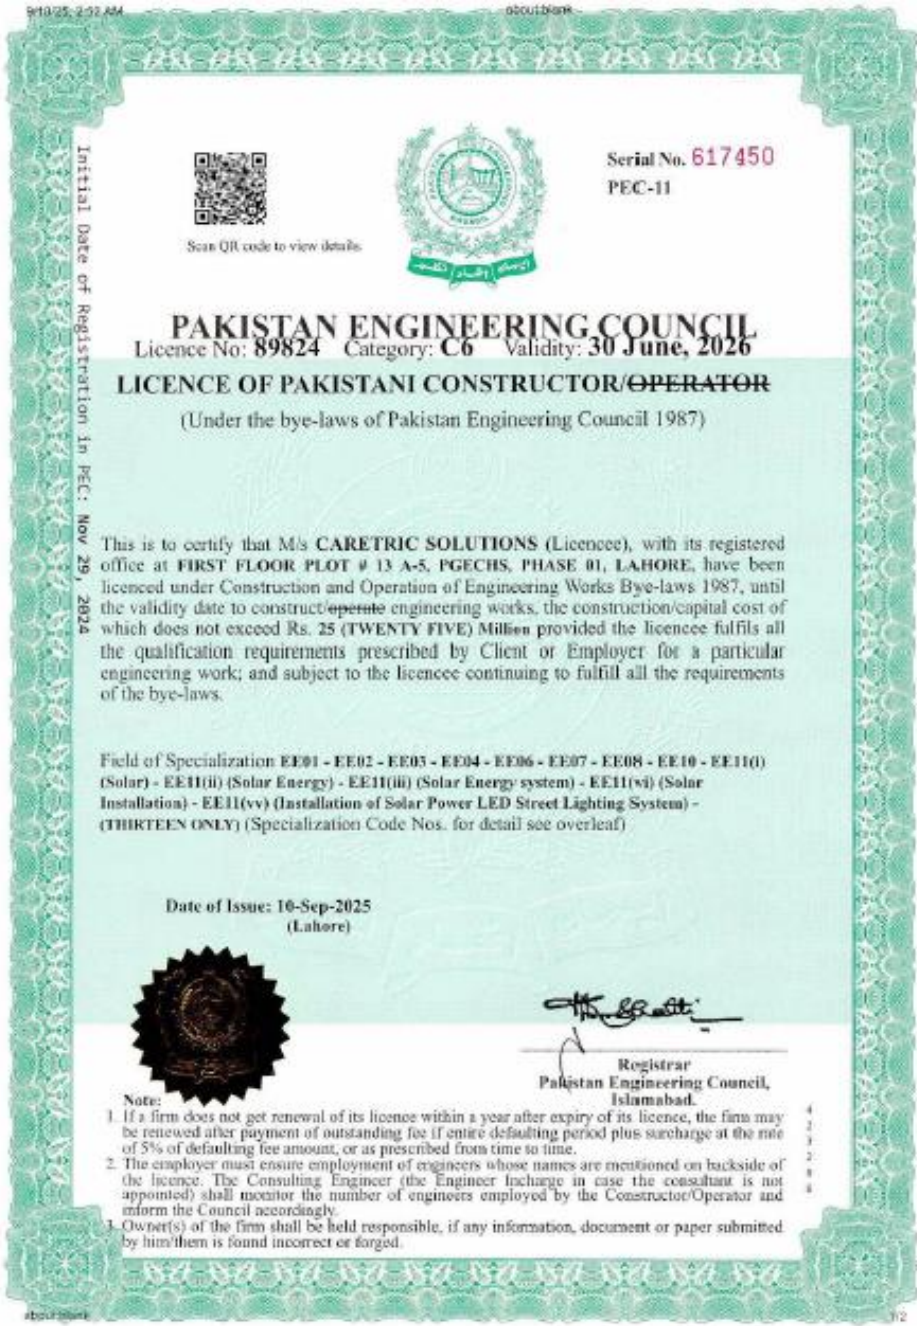 9/10/25, 2:52 AM
about:blank
Serial No. 617450
PEC-11
Scan QR code to view details.
Initial Date of Registration in PEC: Nov 29, 2024
PAKISTAN ENGINEERING COUNCIL
Licence No: 89824 Category: C6 Validity: 30 June, 2026
LICENCE OF PAKISTANI CONSTRUCTOR/OPERATOR
(Under the bye-laws of Pakistan Engineering Council 1987)
This is to certify that M/s CARETRIC SOLUTIONS (Licencee), with its registered
office at FIRST FLOOR PLOT # 13 A-5, PGECHS, PHASE 01, LAHORE, have been
licenced under Construction and Operation of Engineering Works Bye-laws 1987, until
the validity date to construct/operate engineering works, the construction/capital cost of
which does not exceed Rs. 25 (TWENTY FIVE) Million provided the licencee fulfils all
the qualification requirements prescribed by Client or Employer for a particular
engineering work; and subject to the licencee continuing to fulfill all the requirements
of the bye-laws.
Field of Specialization EE01 - EE02 - EE03 - EE04 - EE06 - EE07 - EE08 - EE10 - EE11(i)
(Solar) - EE11(ii) (Solar Energy) - EE11(iii) (Solar Energy system) - EE11(vi) (Solar
Installation) - EE11(vv) (Installation of Solar Power LED Street Lighting System) -
(THIRTEEN ONLY) (Specialization Code Nos. for detail see overleaf)
Date of Issue: 10-Sep-2025
(Lahore)
Registrar
Pakistan Engineering Council,
Islamabad.
Note:
1. If a firm does not get renewal of its licence within a year after expiry of its licence, the firm may
be renewed after payment of outstanding fee if entire defaulting period plus surcharge at the rate
of 5% of defaulting fee amount, or as prescribed from time to time.
2. The employer must ensure employment of engineers whose names are mentioned on backside of
the licence. The Consulting Engineer (the Engineer Incharge in case the consultant is not
appointed) shall monitor the number of engineers employed by the Constructor/Operator and
inform the Council accordingly.
3. Owner(s) of the firm shall be held responsible, if any information, document or paper submitted
by him/them is found incorrect or forged.
about:blank
1/2